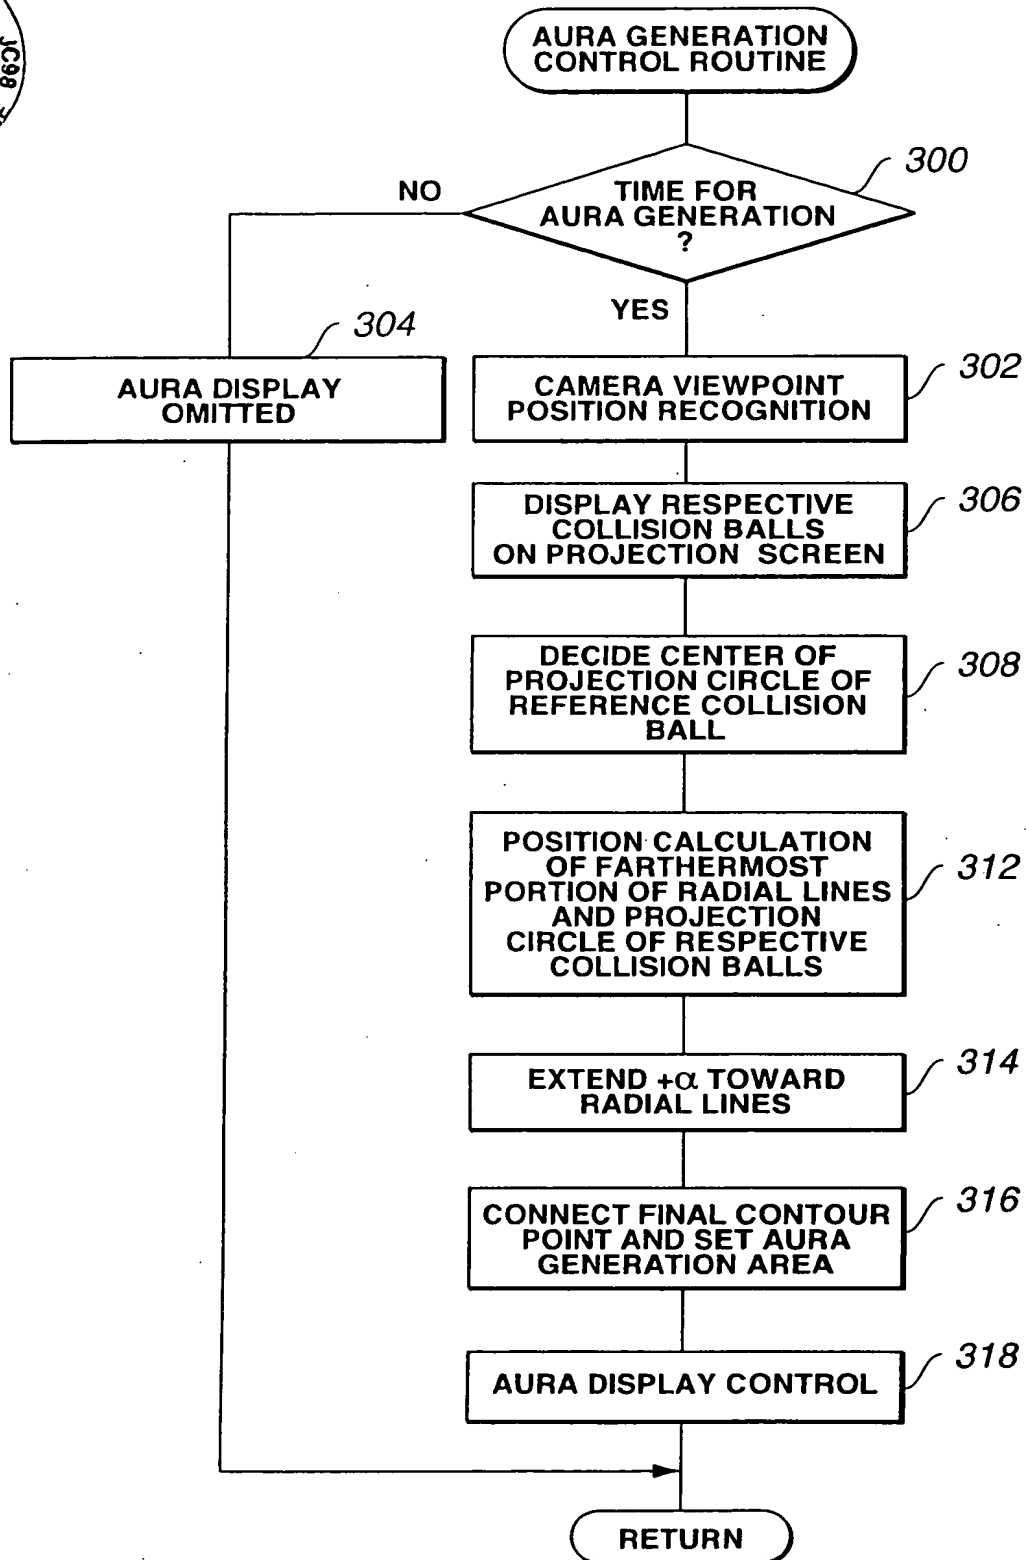 JC98
AURA GENERATION
CONTROL ROUTINE
300
TIME FOR
AURA GENERATION
?
NO
YES
304
AURA DISPLAY
OMITTED
302
CAMERA VIEWPOINT
POSITION RECOGNITION
306
DISPLAY RESPECTIVE
COLLISION BALLS
ON PROJECTION SCREEN
308
DECIDE CENTER OF
PROJECTION CIRCLE OF
REFERENCE COLLISION
BALL
312
POSITION CALCULATION
OF FARTHERMOST
PORTION OF RADIAL LINES
AND PROJECTION
CIRCLE OF RESPECTIVE
COLLISION BALLS
314
EXTEND +α TOWARD
RADIAL LINES
316
CONNECT FINAL CONTOUR
POINT AND SET AURA
GENERATION AREA
318
AURA DISPLAY CONTROL
RETURN